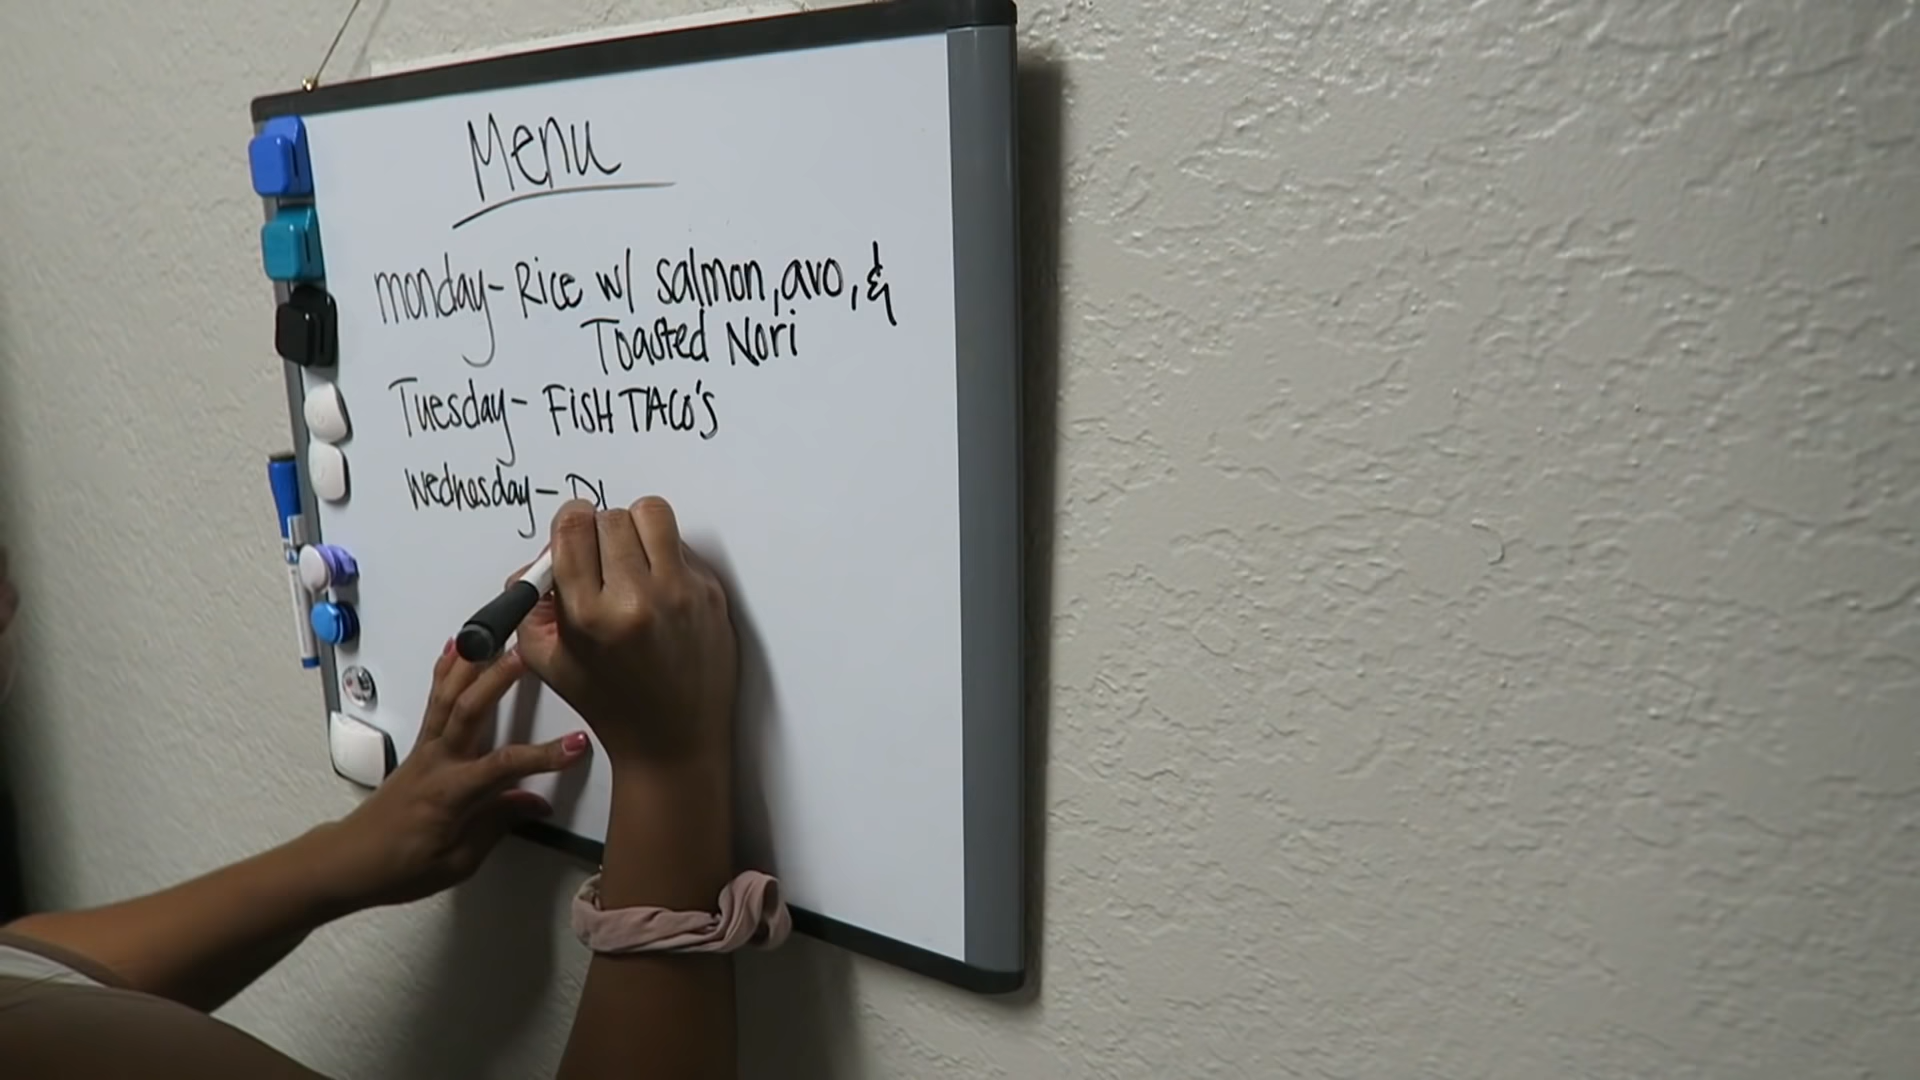 Menu
monday- Rice w/ salmon, avo, &
Toasted Nori
Tuesday- FISH TACO'S
Wednesday-